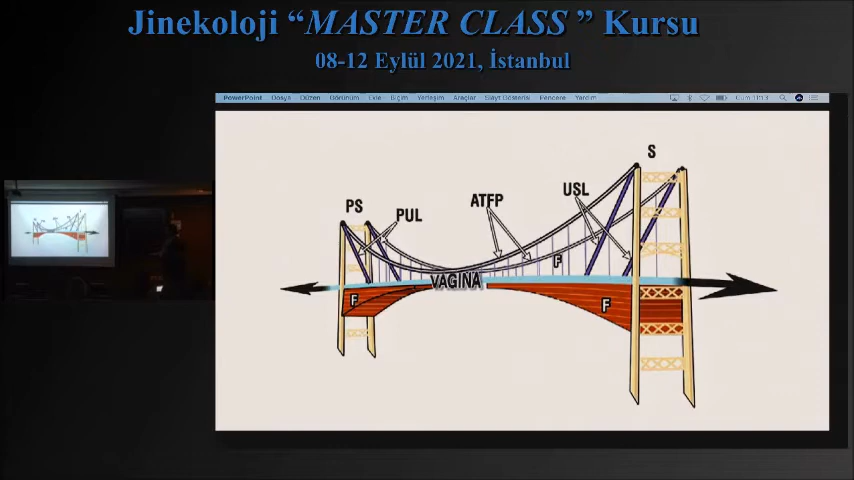 Jinekoloji “MASTER CLASS ” Kursu
08-12 Eylül 2021, İstanbul
PowerPoint Dosya Düzen Görünüm Ekle Biçim Yerleşim Araçlar Slayt Gösterisi Pencere Yardım
S
PS
PUL
ATFP
USL
F
VAGINA
F
F